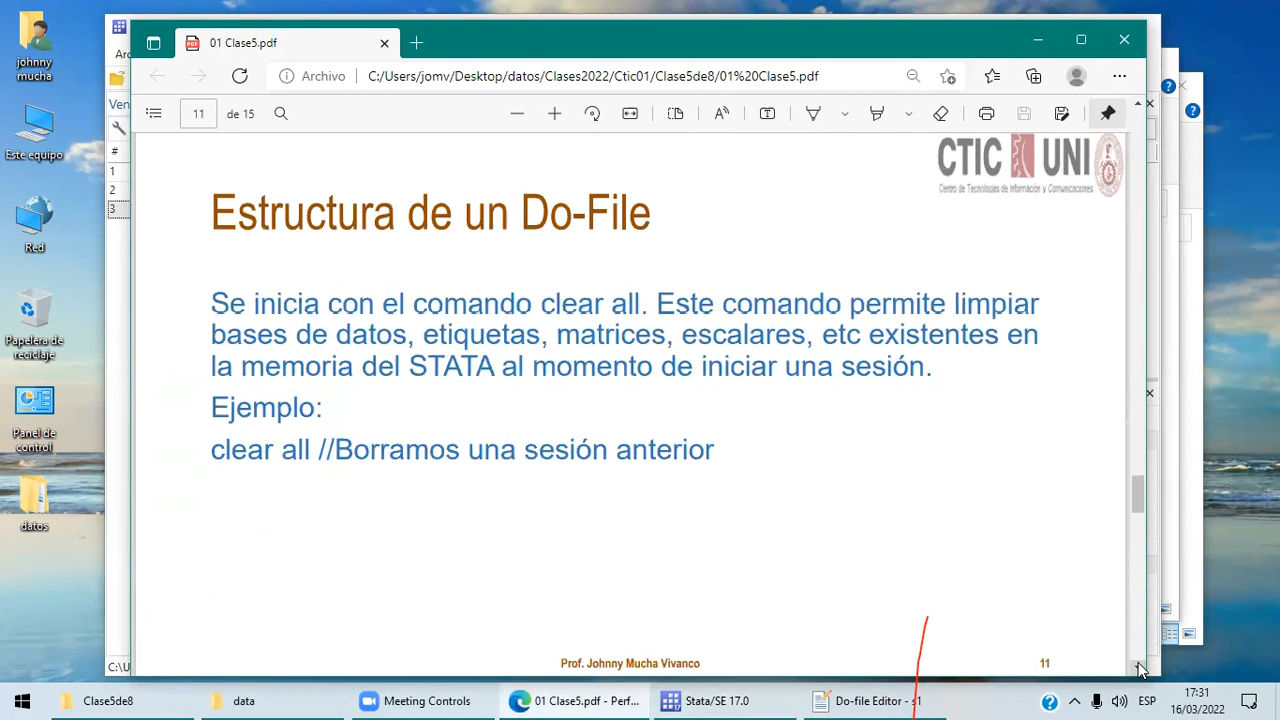 johnny
mucha
Este equipo
Red
Papelera de
reciclaje
Panel de
control
datos
01 Clase5.pdf
Archivo
C:/Users/jomv/Desktop/datos/Clases2022/Ctic01/Clase5de8/01%20Clase5.pdf
11 de 15
#
1
2
3
CTIC UNI
Centro de Tecnologías de Información y Comunicaciones
Estructura de un Do-File
Se inicia con el comando clear all. Este comando permite limpiar
bases de datos, etiquetas, matrices, escalares, etc existentes en
la memoria del STATA al momento de iniciar una sesión.
Ejemplo:
clear all //Borramos una sesión anterior
Prof. Johnny Mucha Vivanco
11
C:\U
Clase5de8
data
Meeting Controls
01 Clase5.pdf - Perf...
Stata/SE 17.0
Do-file Editor - s1
ESP
17:31
16/03/2022